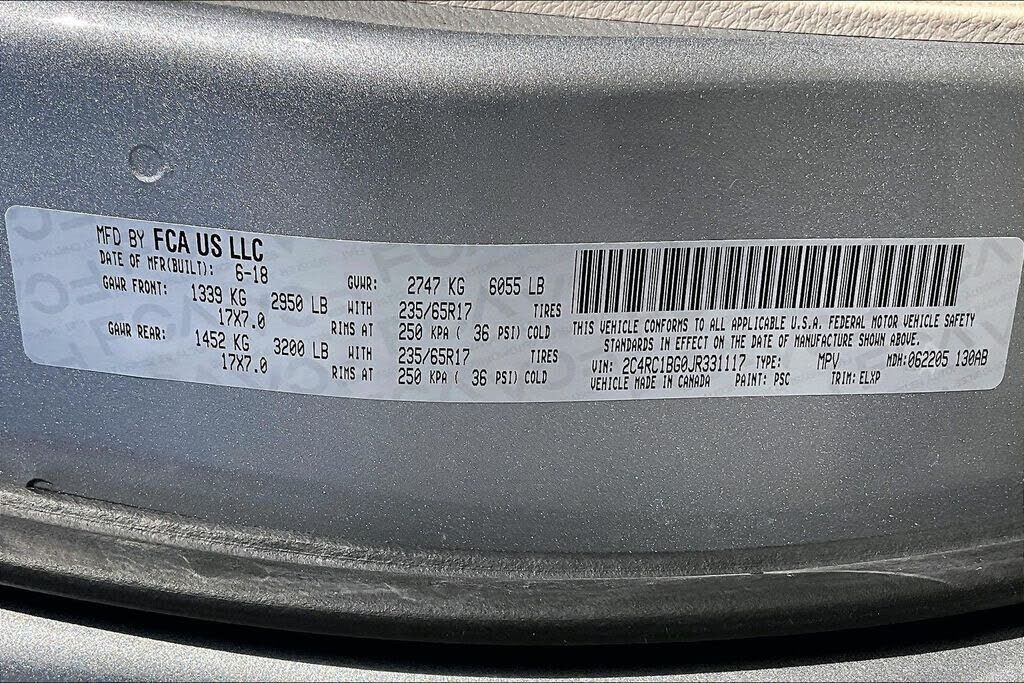 MFD BY FCA US LLC
DATE OF MFR(BUILT): 6-18 GVWR: 2747 KG 6055 LB
GAWR FRONT: 1339 KG 2950 LB WITH 235/65R17 TIRES
17X7.0 RIMS AT 250 KPA ( 36 PSI) COLD
GAWR REAR: 1452 KG 3200 LB WITH 235/65R17 TIRES
17X7.0 RIMS AT 250 KPA ( 36 PSI) COLD
THIS VEHICLE CONFORMS TO ALL APPLICABLE U.S.A. FEDERAL MOTOR VEHICLE SAFETY
STANDARDS IN EFFECT ON THE DATE OF MANUFACTURE SHOWN ABOVE.
VIN: 2C4RC1BG0JR331117 TYPE: MPV MDH:062205 130AB
VEHICLE MADE IN CANADA PAINT: PSC TRIM: ELXP